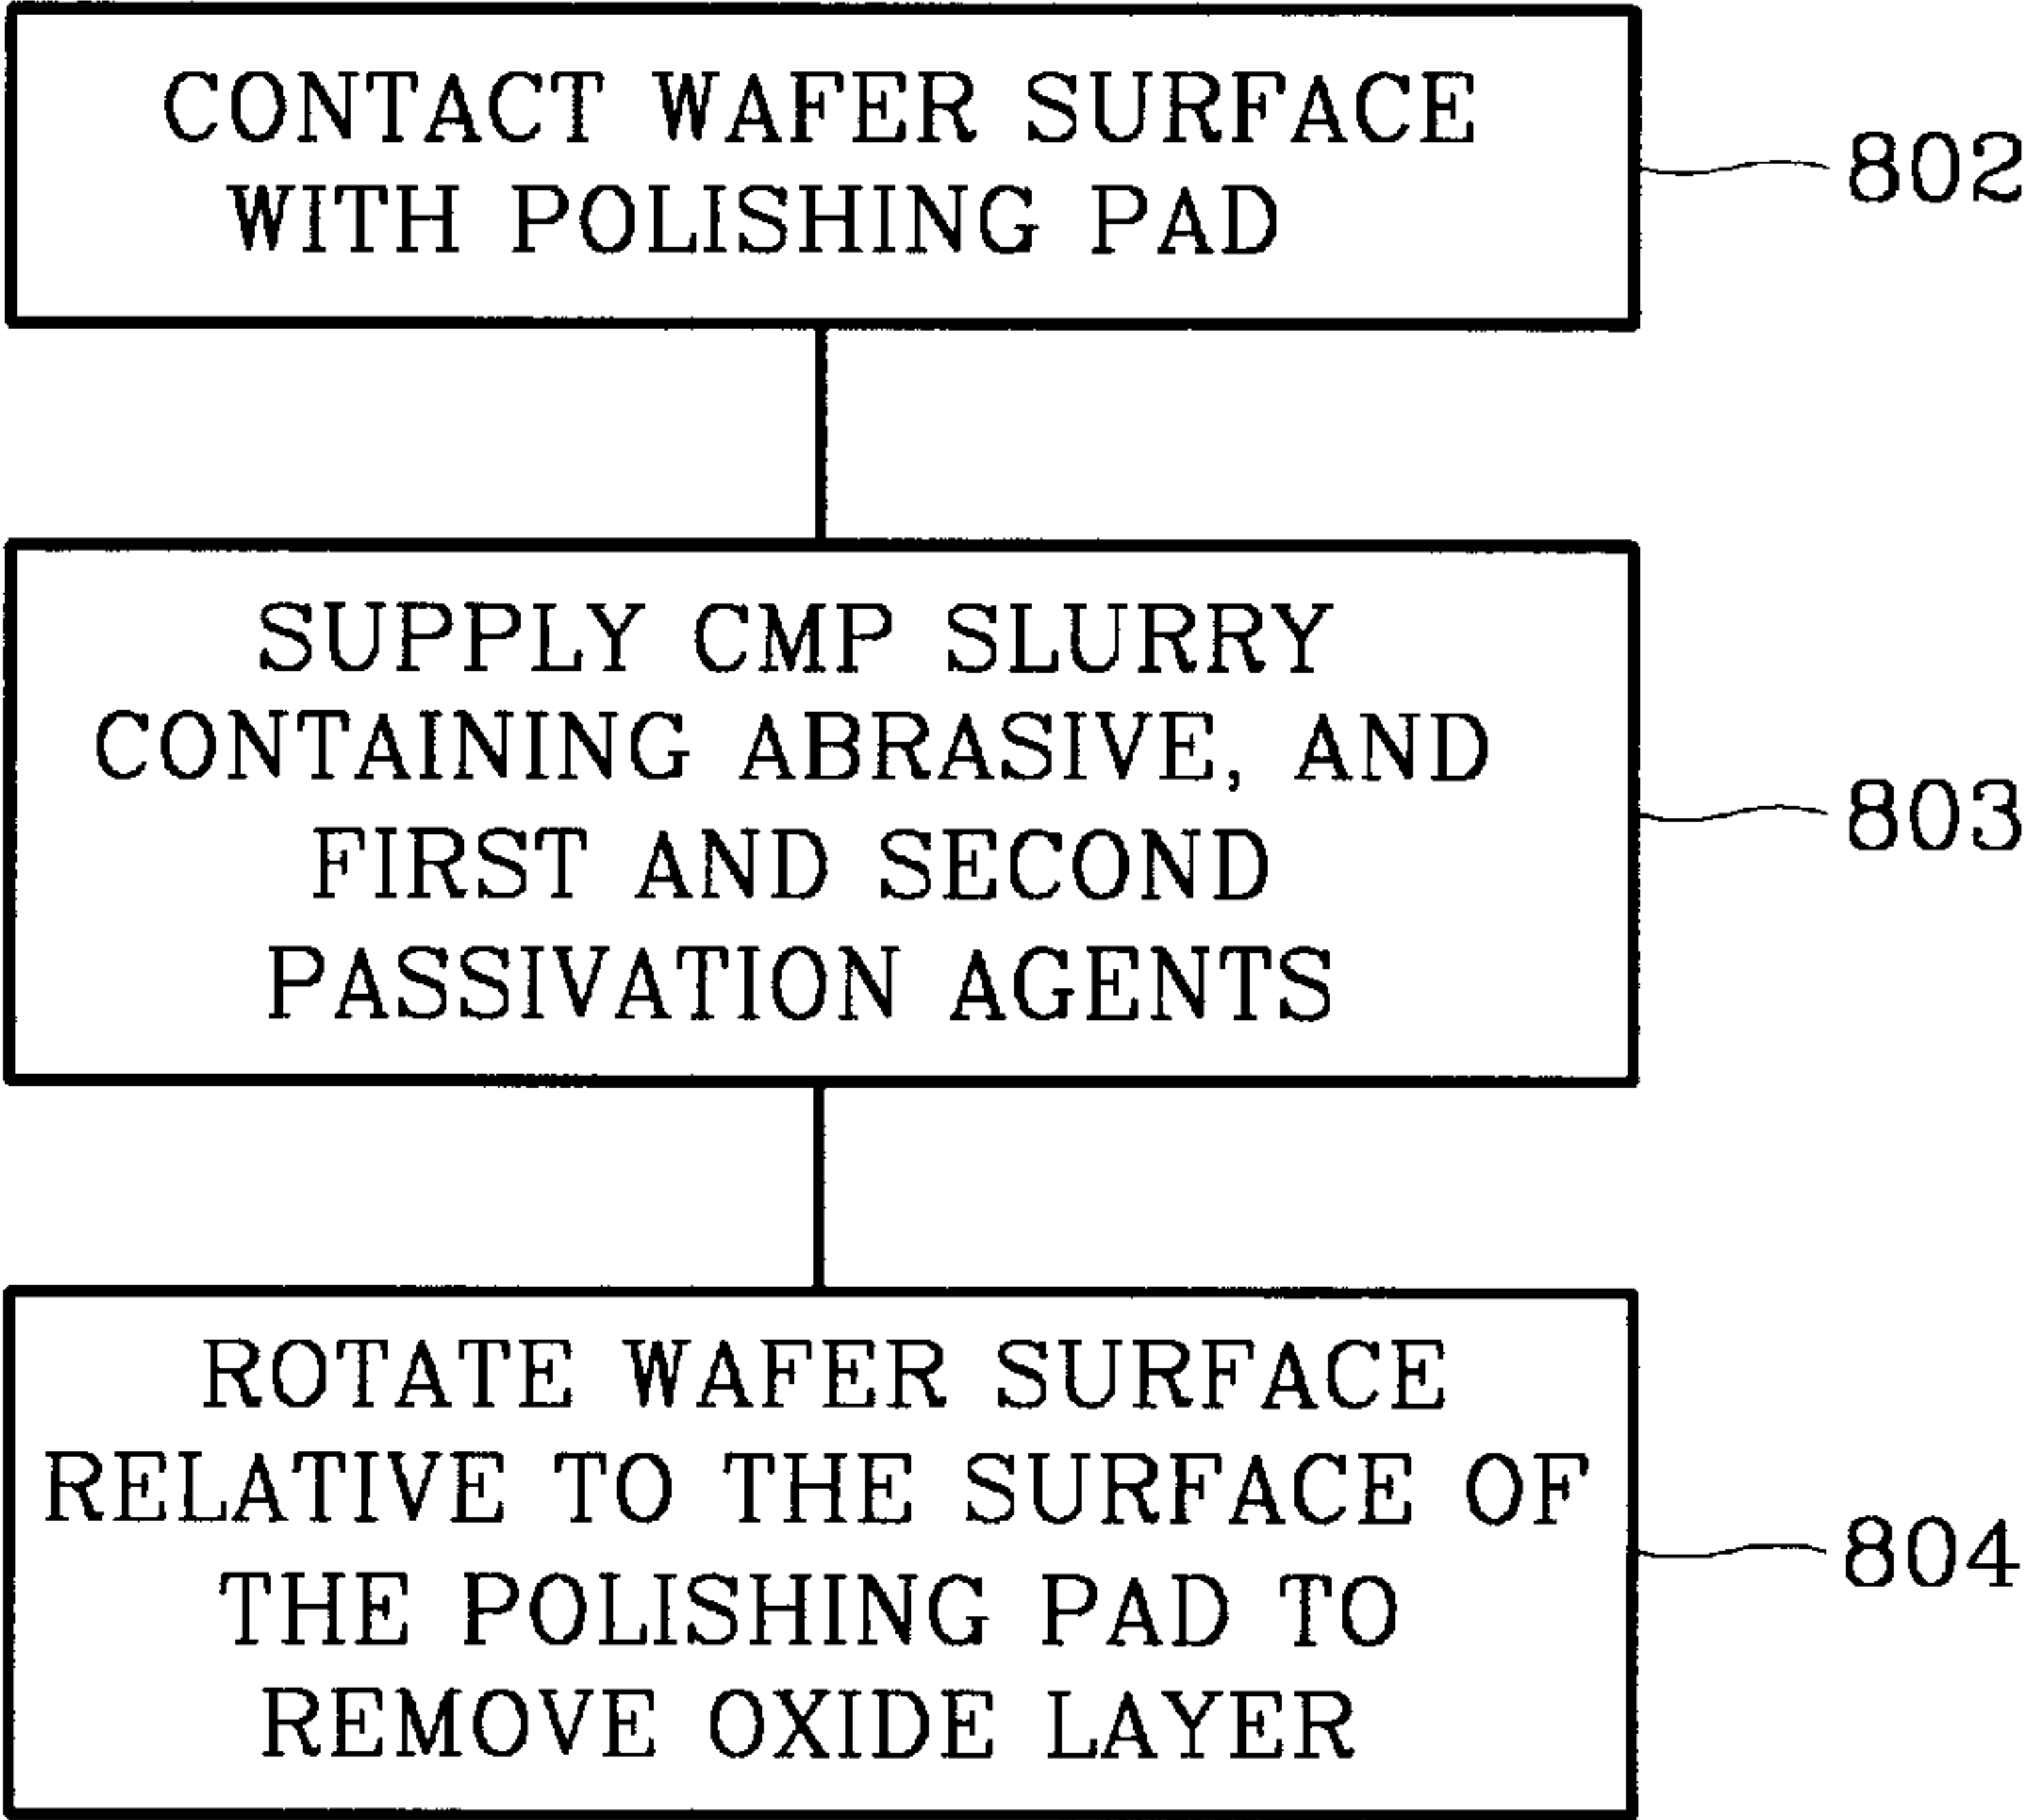 CONTACT WAFER SURFACE
WITH POLISHING PAD
802
SUPPLY CMP SLURRY
CONTAINING ABRASIVE, AND
FIRST AND SECOND
PASSIVATION AGENTS
803
ROTATE WAFER SURFACE
RELATIVE TO THE SURFACE OF
THE POLISHING PAD TO
REMOVE OXIDE LAYER
804